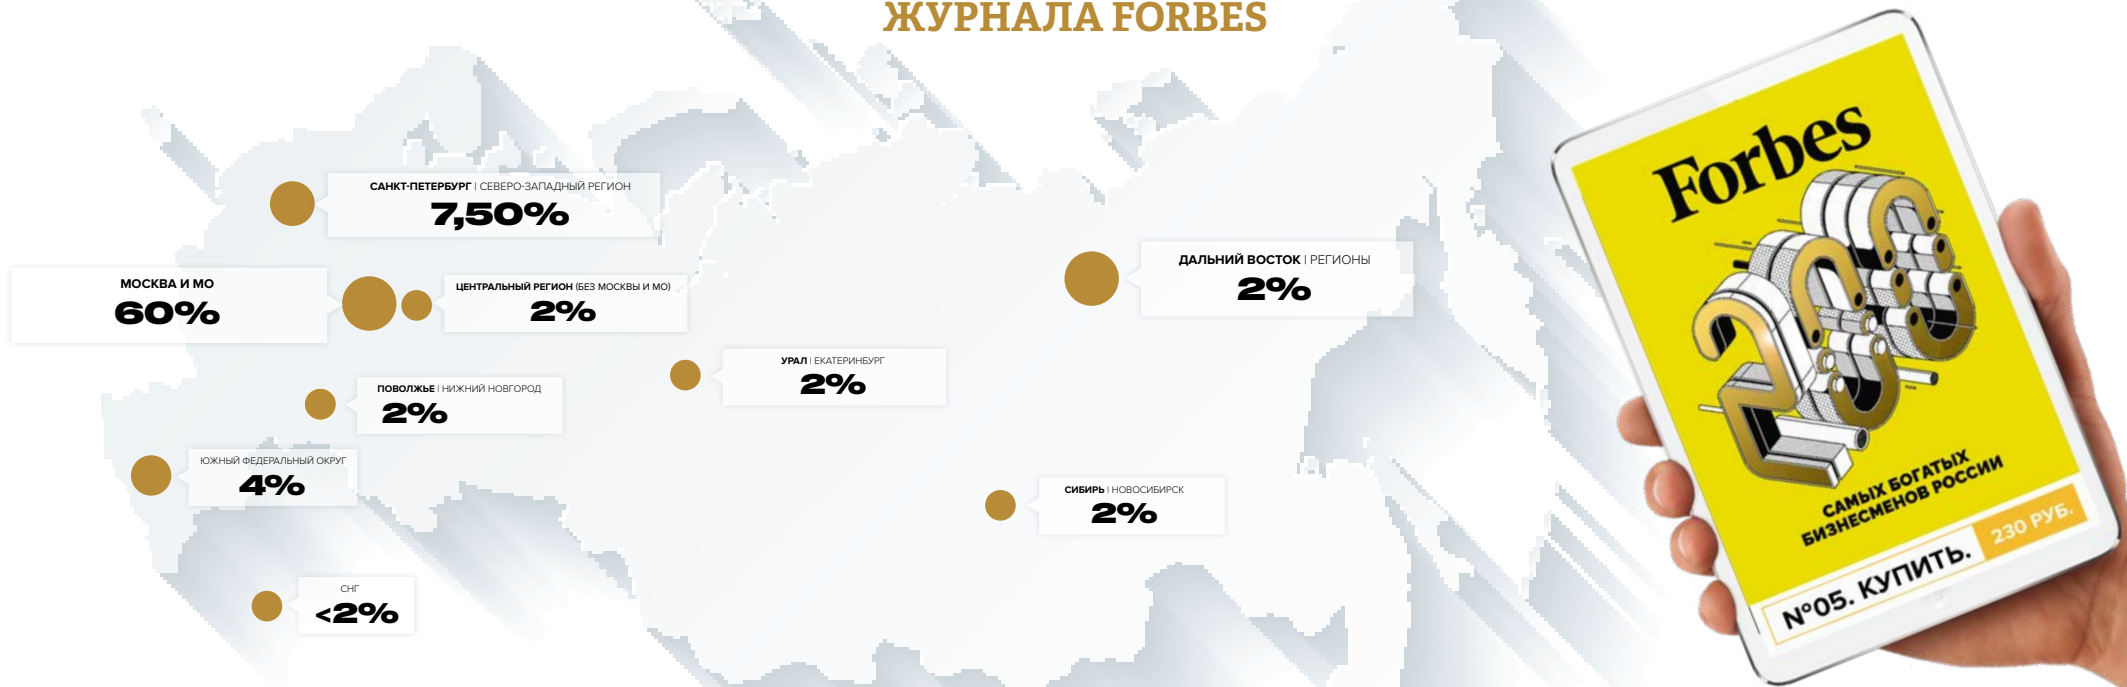 ЖУРНАЛА FORBES
САНКТ-ПЕТЕРБУРГ | СЕВЕРО-ЗАПАДНЫЙ РЕГИОН
7,50%
МОСКВА И МО
60%
ЦЕНТРАЛЬНЫЙ РЕГИОН (БЕЗ МОСКВЫ И МО)
2%
ДАЛЬНИЙ ВОСТОК | РЕГИОНЫ
2%
УРАЛ | ЕКАТЕРИНБУРГ
2%
ПОВОЛЖЬЕ | НИЖНИЙ НОВГОРОД
2%
ЮЖНЫЙ ФЕДЕРАЛЬНЫЙ ОКРУГ
4%
СИБИРЬ | НОВОСИБИРСК
2%
СНГ
<2%
Forbes
200
САМЫХ БОГАТЫХ
БИЗНЕСМЕНОВ РОССИИ
N°05. КУПИТЬ. 230 РУБ.